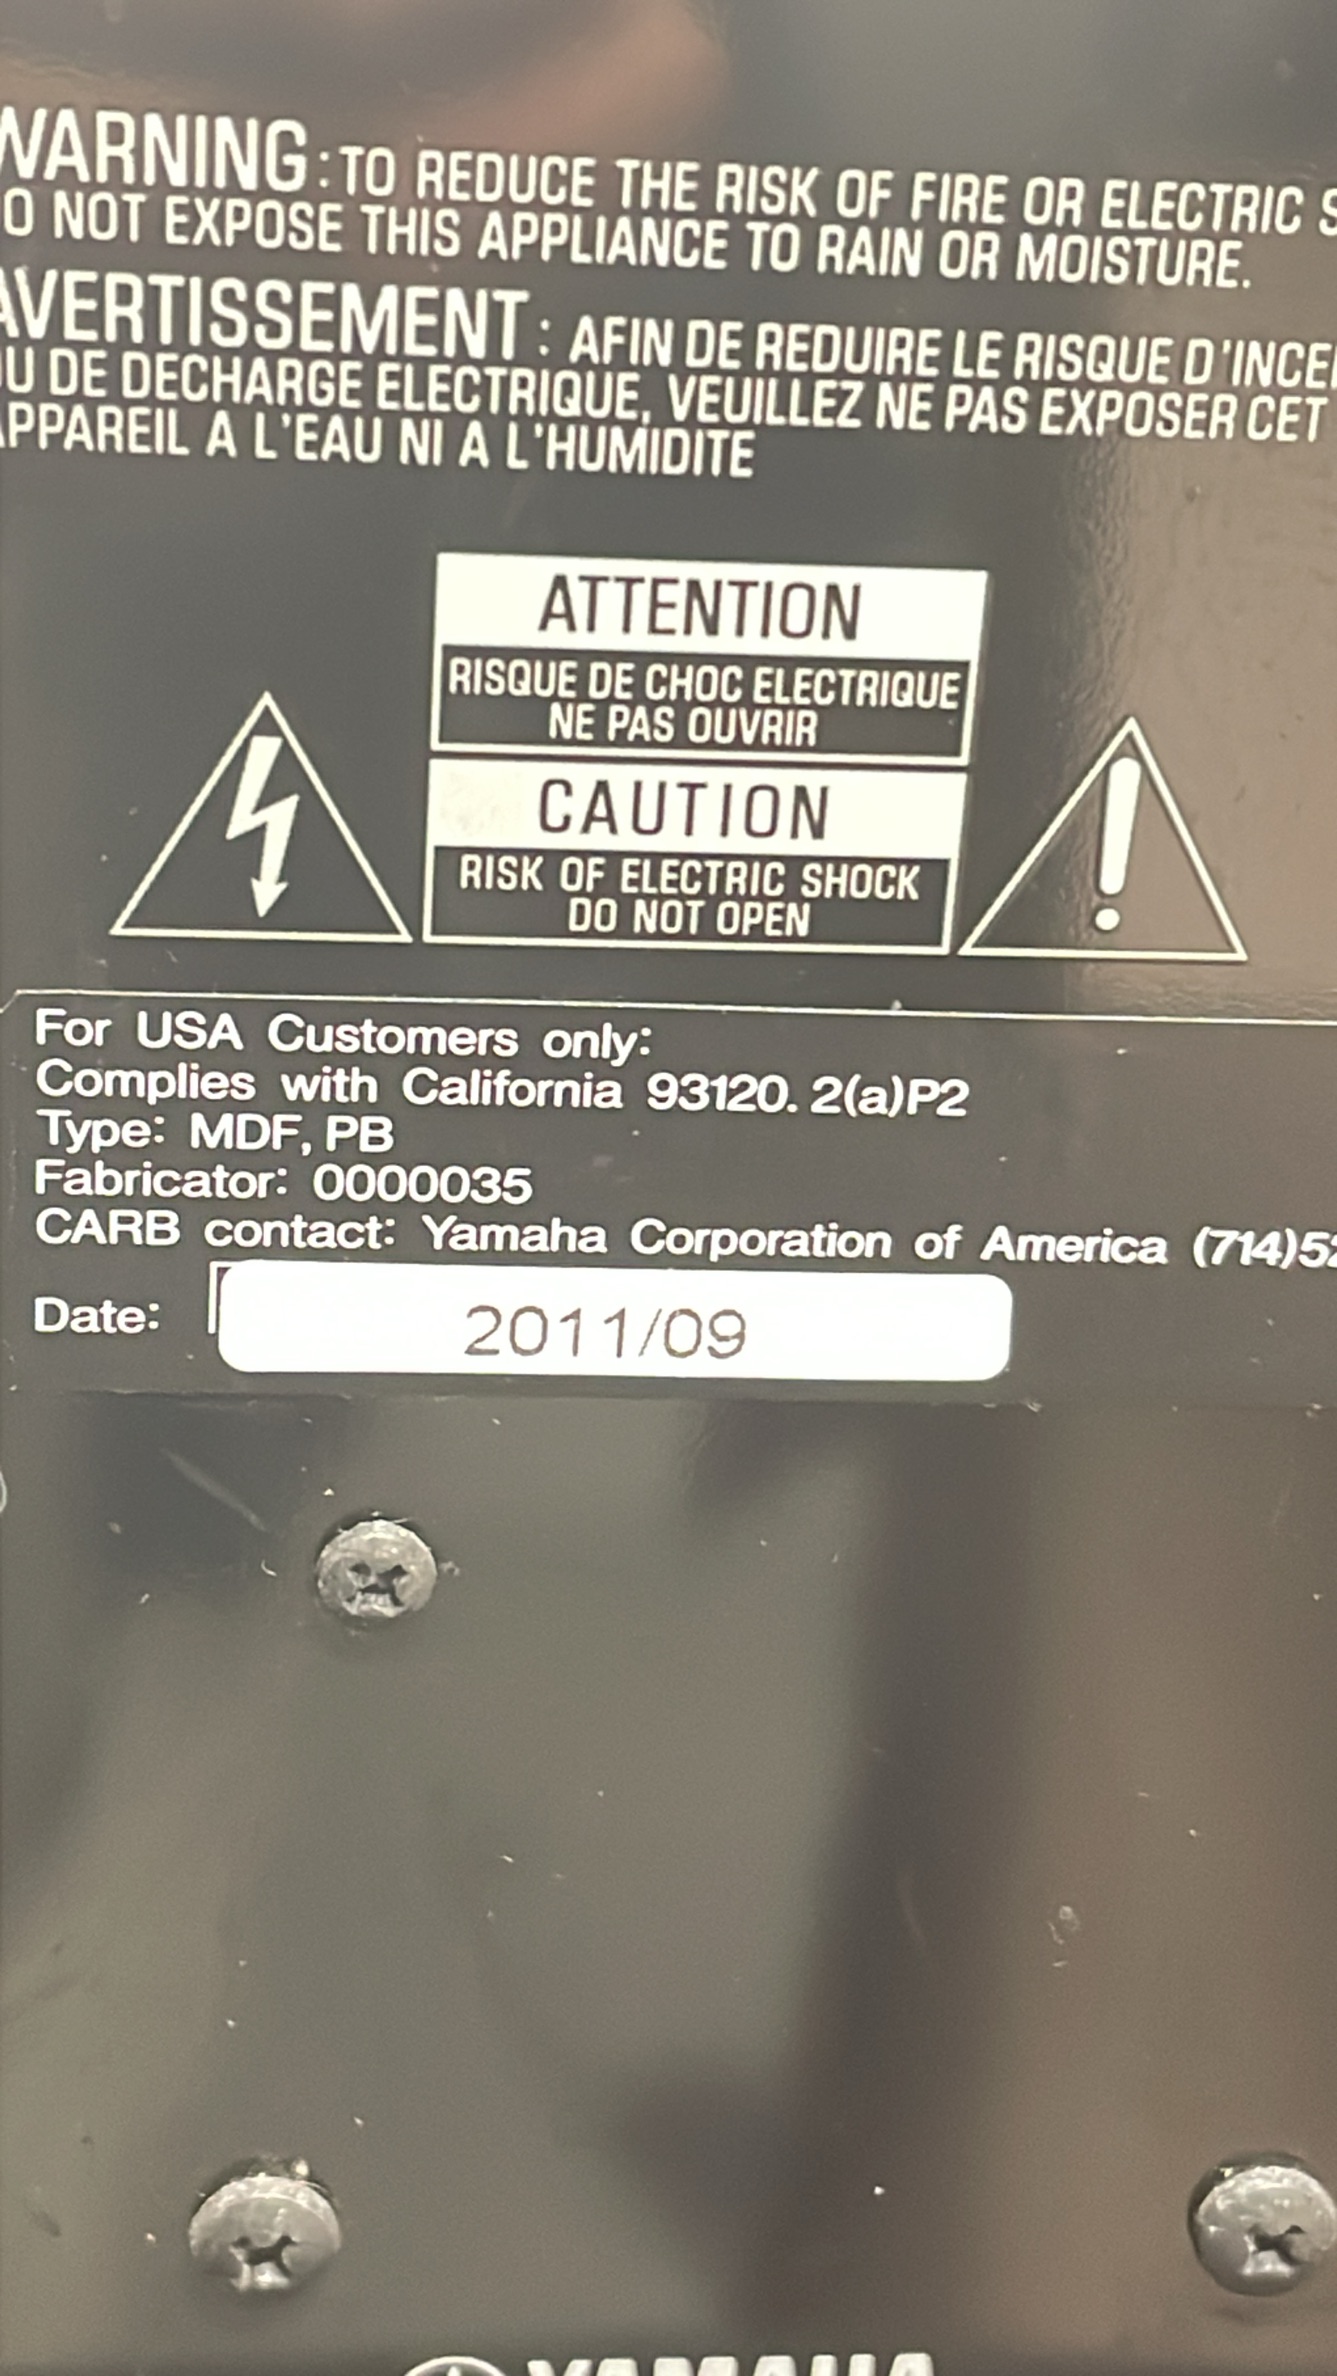 WARNING: TO REDUCE THE RISK OF FIRE OR ELECTRIC S
O NOT EXPOSE THIS APPLIANCE TO RAIN OR MOISTURE.
AVERTISSEMENT: AFIN DE REDUIRE LE RISQUE D'INCE
U DE DECHARGE ELECTRIQUE, VEUILLEZ NE PAS EXPOSER CET
APPAREIL A L'EAU NI A L'HUMIDITE
ATTENTION
RISQUE DE CHOC ELECTRIQUE
NE PAS OUVRIR
CAUTION
RISK OF ELECTRIC SHOCK
DO NOT OPEN
For USA Customers only:
Complies with California 93120.2(a)P2
Type: MDF, PB
Fabricator: 0000035
CARB contact: Yamaha Corporation of America (714)52
Date: 2011/09
YAMAHA